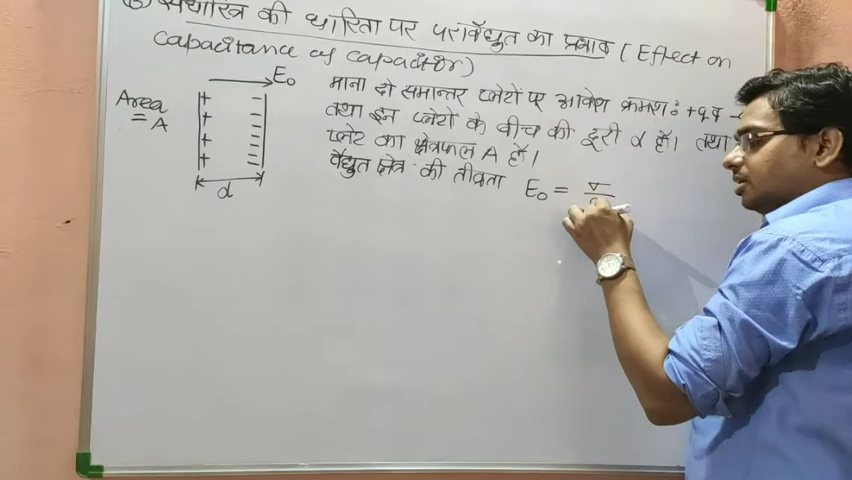 संधारित्र की धारिता पर परावैद्युत का प्रभाव ( Effect on
capacitance of capacitor)
E₀
Area
= A
+ + + +
− − − − − −
d
माना दो समान्तर प्लेटों पर आवेश क्रमशः +q व −
तथा इन प्लेटों के बीच की दूरी d है। तथा
प्लेट का क्षेत्रफल A है।
वैद्युत क्षेत्र की तीव्रता E₀ = σ